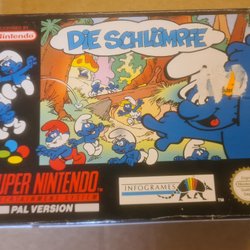 Nintendo
DIE SCHLÜMPFE
SUPER NINTENDO
ENTERTAINMENT SYSTEM
PAL VERSION
INFOGRAMES